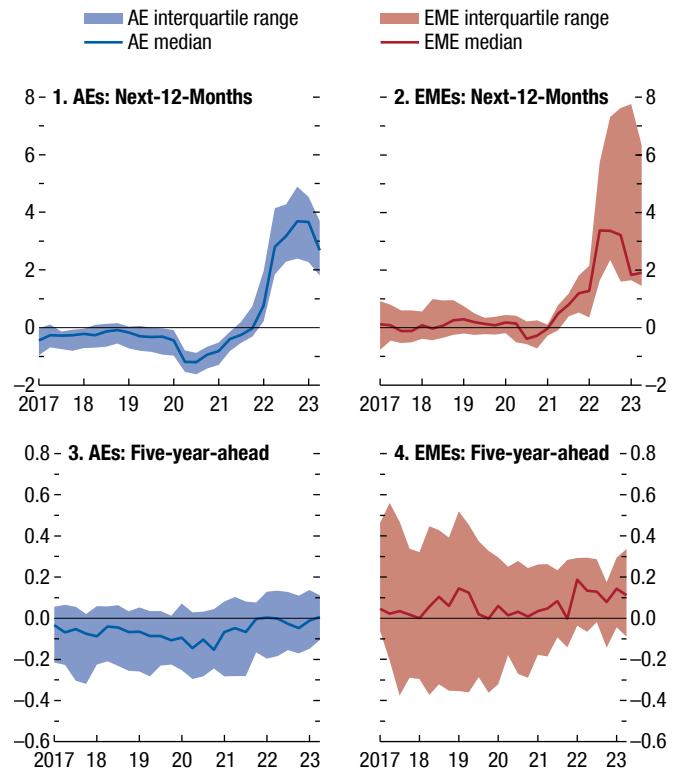 AE interquartile range
AE median
EME interquartile range
EME median
1. AEs: Next-12-Months
8
6
4
2
0
–2
2017 18 19 20 21 22 23
2. EMEs: Next-12-Months
8
6
4
2
0
–2
2017 18 19 20 21 22 23
3. AEs: Five-year-ahead
0.8
0.6
0.4
0.2
0.0
–0.2
–0.4
–0.6
2017 18 19 20 21 22 23
4. EMEs: Five-year-ahead
0.8
0.6
0.4
0.2
0.0
–0.2
–0.4
–0.6
2017 18 19 20 21 22 23